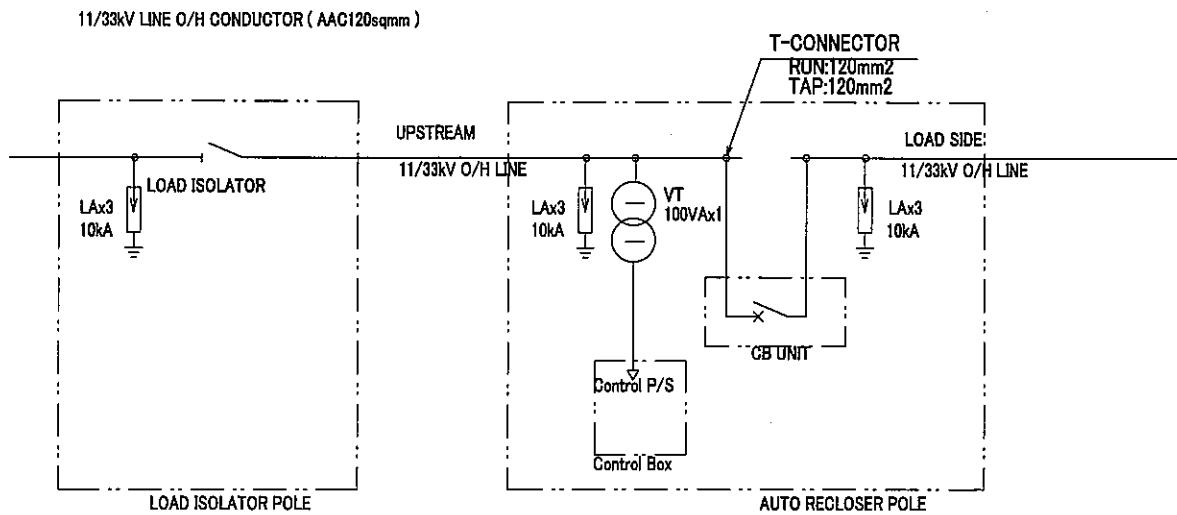 11/33kV LINE O/H CONDUCTOR ( AAC120sqmm )
T-CONNECTOR
RUN:120mm2
TAP:120mm2
UPSTREAM
11/33kV O/H LINE
LOAD SIDE
11/33kV O/H LINE
LOAD ISOLATOR
LAx3
10kA
LAx3
10kA
VT
100VAx1
LAx3
10kA
CB UNIT
Control P/S
Control Box
LOAD ISOLATOR POLE
AUTO RECLOSER POLE